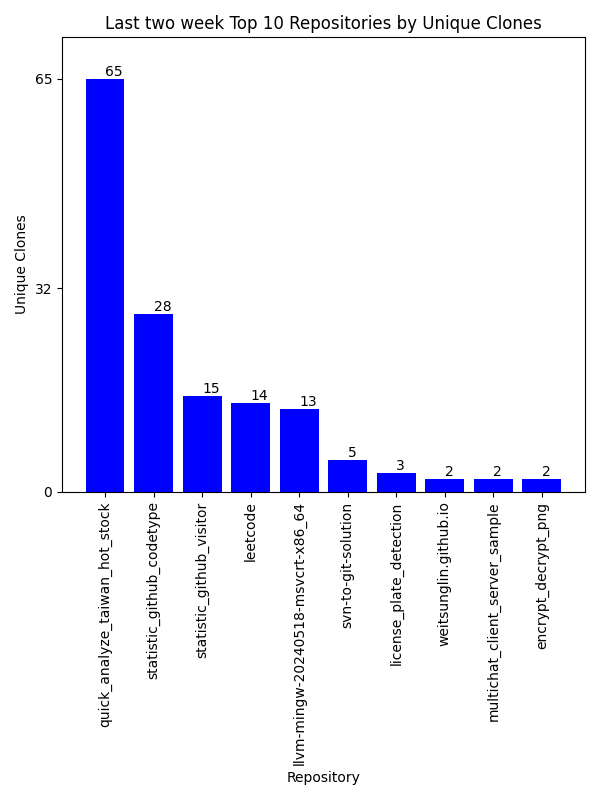 Last two week Top 10 Repositories by Unique Clones
Unique Clones
65
32
0
65
28
15
14
13
5
3
2
2
2
quick_analyze_taiwan_hot_stock
statistic_github_codetype
statistic_github_visitor
leetcode
llvm-mingw-20240518-msvcrt-x86_64
svn-to-git-solution
license_plate_detection
weitsunglin.github.io
multichat_client_server_sample
encrypt_decrypt_png
Repository